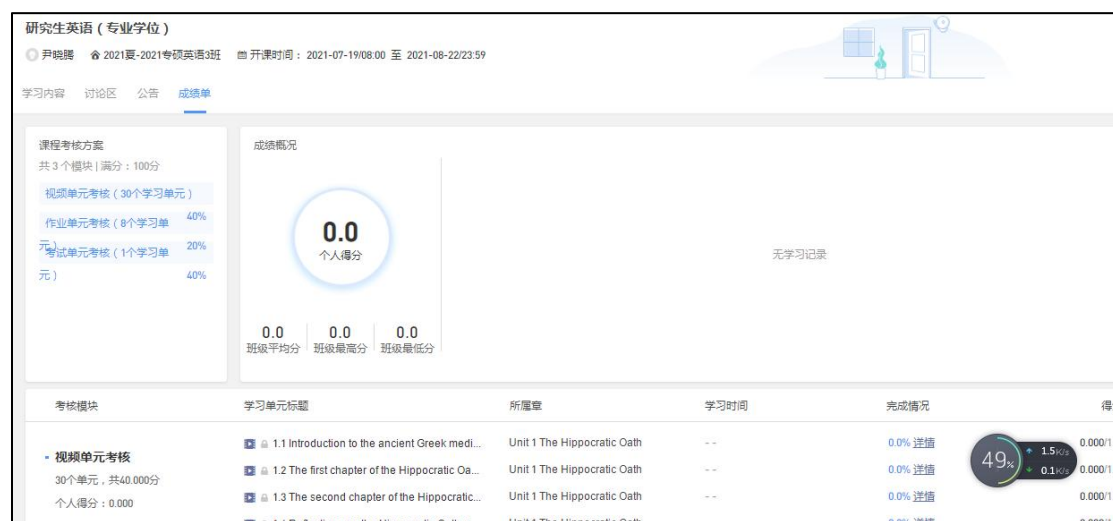 研究生英语（专业学位）
尹晓腾 2021夏-2021专硕英语3班 开课时间： 2021-07-19/08:00 至 2021-08-22/23:59
学习内容 讨论区 公告 成绩单
课程考核方案
共 3 个模块 | 满分：100分
视频单元考核（30个学习单元）
40%
作业单元考核（8个学习单
元）
20%
考试单元考核（1个学习单
元）
40%
成绩概况
0.0
个人得分
0.0 0.0 0.0
班级平均分 班级最高分 班级最低分
无学习记录
考核模块 学习单元标题 所属章 学习时间 完成情况
视频单元考核
30个单元，共40.000分
个人得分：0.000
1.1 Introduction to the ancient Greek medi... Unit 1 The Hippocratic Oath -- 0.0% 详情 0.000/1
1.2 The first chapter of the Hippocratic Oa... Unit 1 The Hippocratic Oath -- 0.0% 详情 0.000/1
1.3 The second chapter of the Hippocratic... Unit 1 The Hippocratic Oath -- 0.0% 详情 0.000/1
49%
1.5K/s
0.1K/s